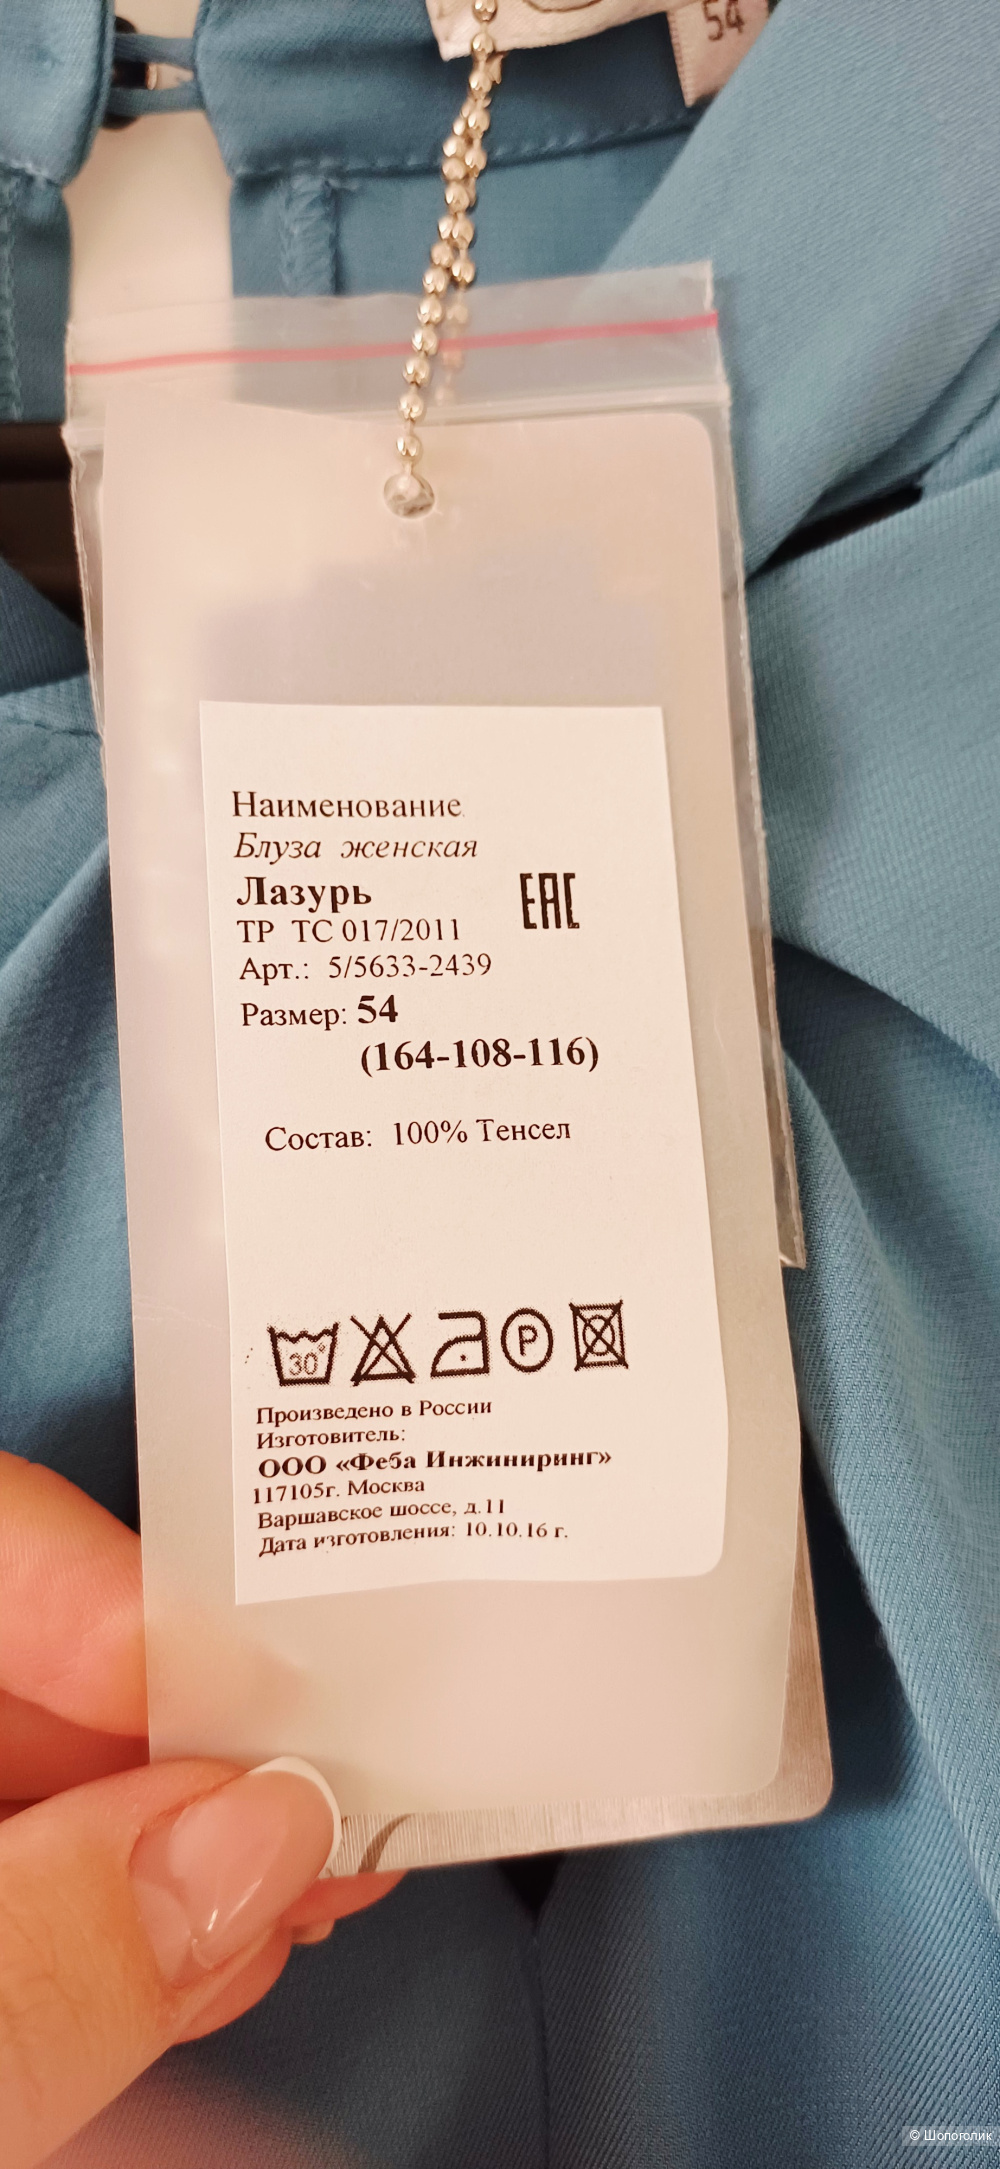 54
Наименование
Блуза женская
Лазурь
ТР ТС 017/2011
EAC
Арт.: 5/5633-2439
Размер: 54
(164-108-116)
Состав: 100% Тенсел
30°
P
Произведено в России
Изготовитель:
ООО «Феба Инжиниринг»
117105г. Москва
Варшавское шоссе, д.11
Дата изготовления: 10.10.16 г.
© Шопоголик